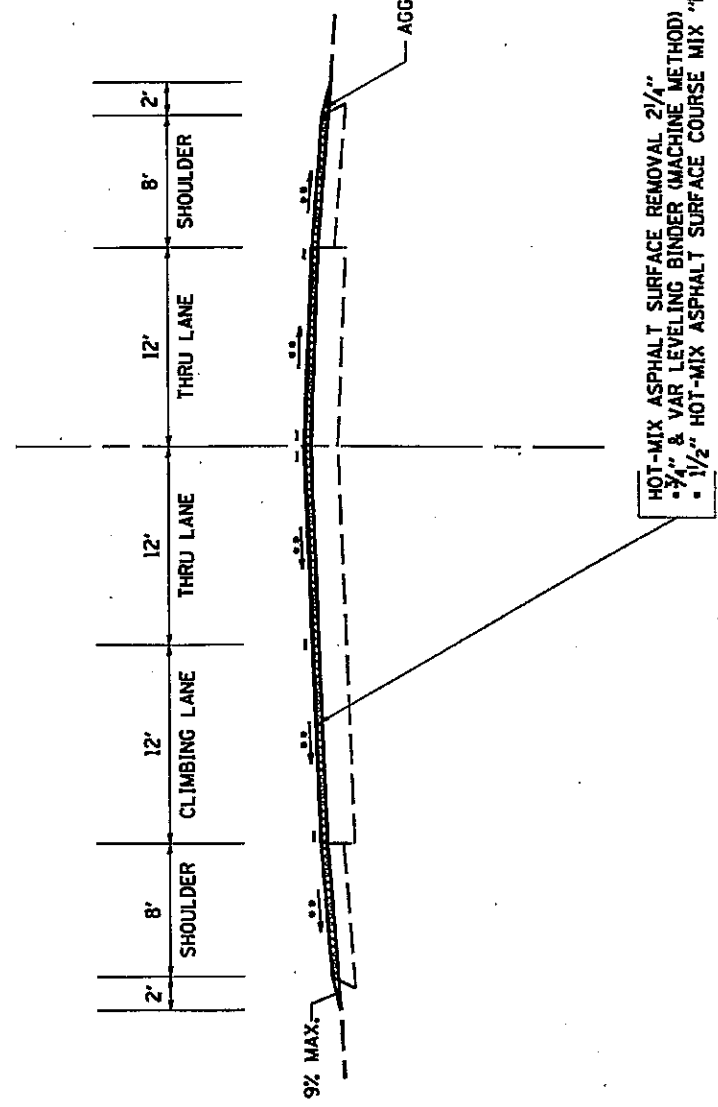 2' 8' 12' 12' 12' 8' 2'
SHOULDER CLIMBING LANE THRU LANE THRU LANE SHOULDER
9% MAX.
** ** ** ** **
HOT-MIX ASPHALT SURFACE REMOVAL 2 1/4"
• 3/4" & VAR LEVELING BINDER (MACHINE METHOD)
• 1 1/2" HOT-MIX ASPHALT SURFACE COURSE MIX "